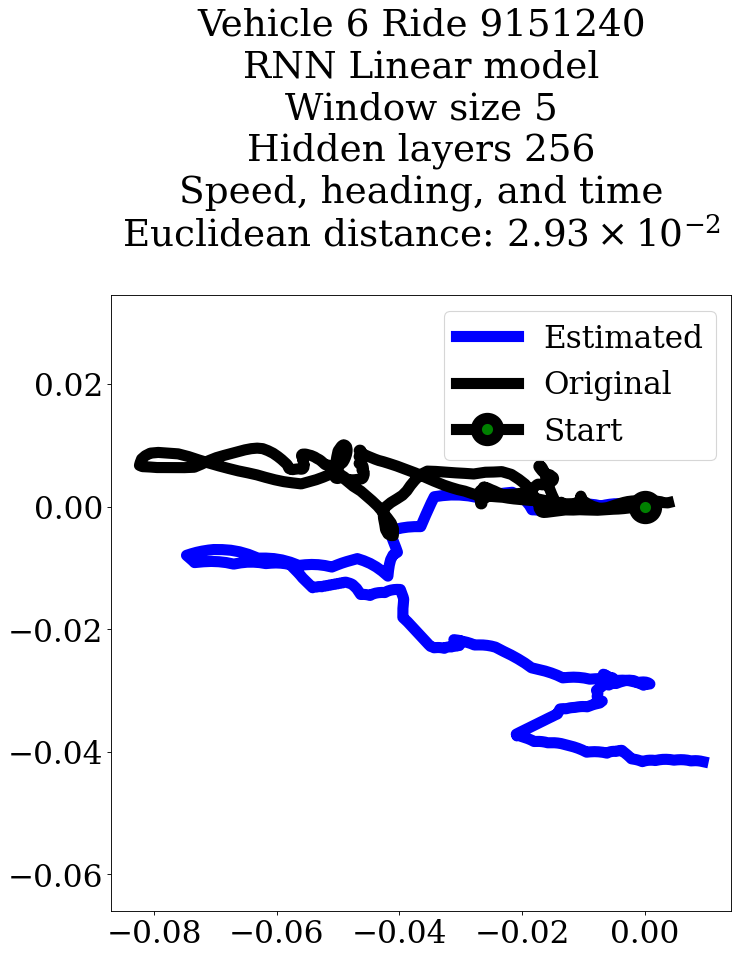 Vehicle 6 Ride 9151240
RNN Linear model
Window size 5
Hidden layers 256
Speed, heading, and time
Euclidean distance: 2.93 × 10⁻²
Estimated
Original
Start
0.02
0.00
−0.02
−0.04
−0.06
−0.08 −0.06 −0.04 −0.02 0.00